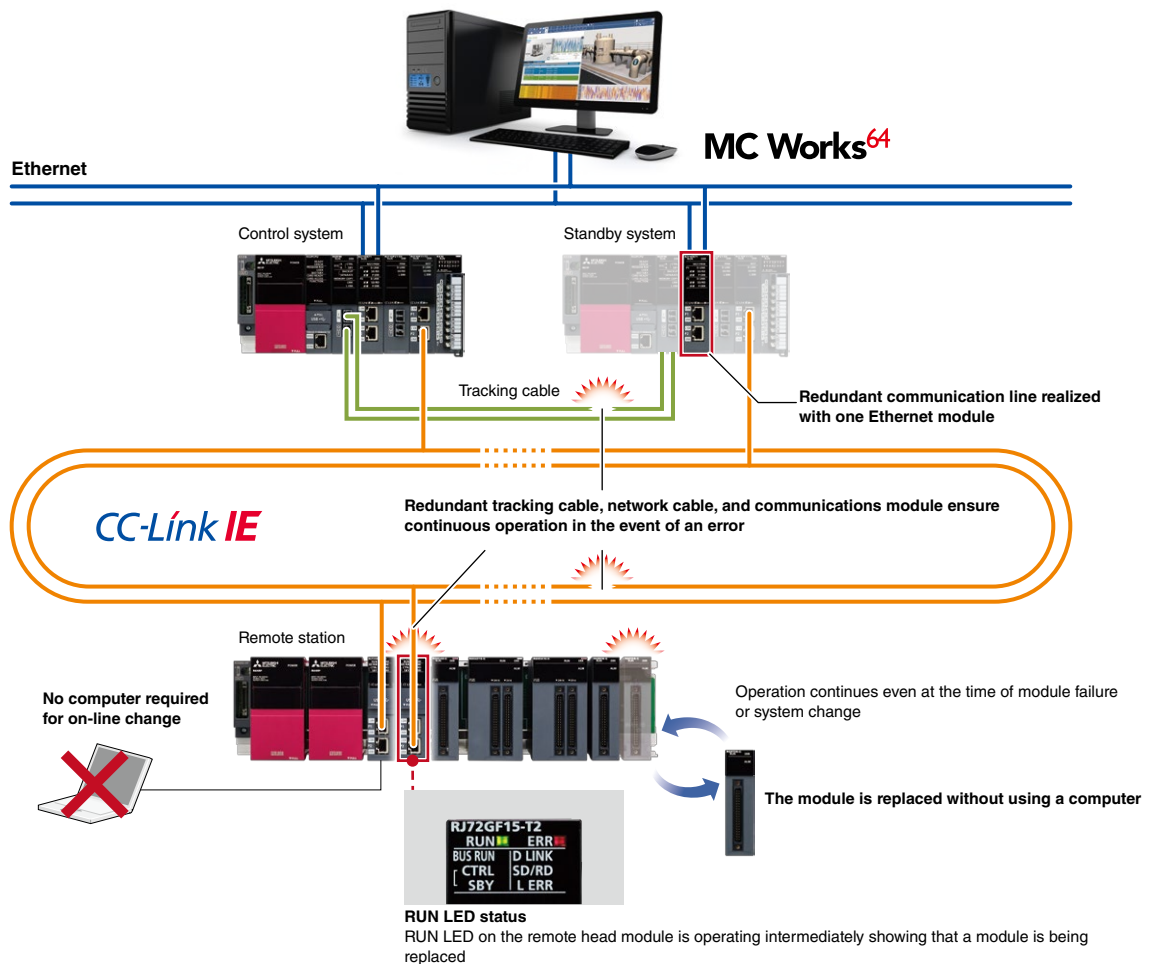 MC Works64
Ethernet
Control system
Standby system
Tracking cable
Redundant communication line realized
with one Ethernet module
Redundant tracking cable, network cable, and communications module ensure
continuous operation in the event of an error
CC-Línk IE
Remote station
No computer required
for on-line change
Operation continues even at the time of module failure
or system change
The module is replaced without using a computer
RJ72GF15-T2
RUN ERR
BUS RUN D LINK
CTRL SD/RD
SBY L ERR
RUN LED status
RUN LED on the remote head module is operating intermediately showing that a module is being
replaced